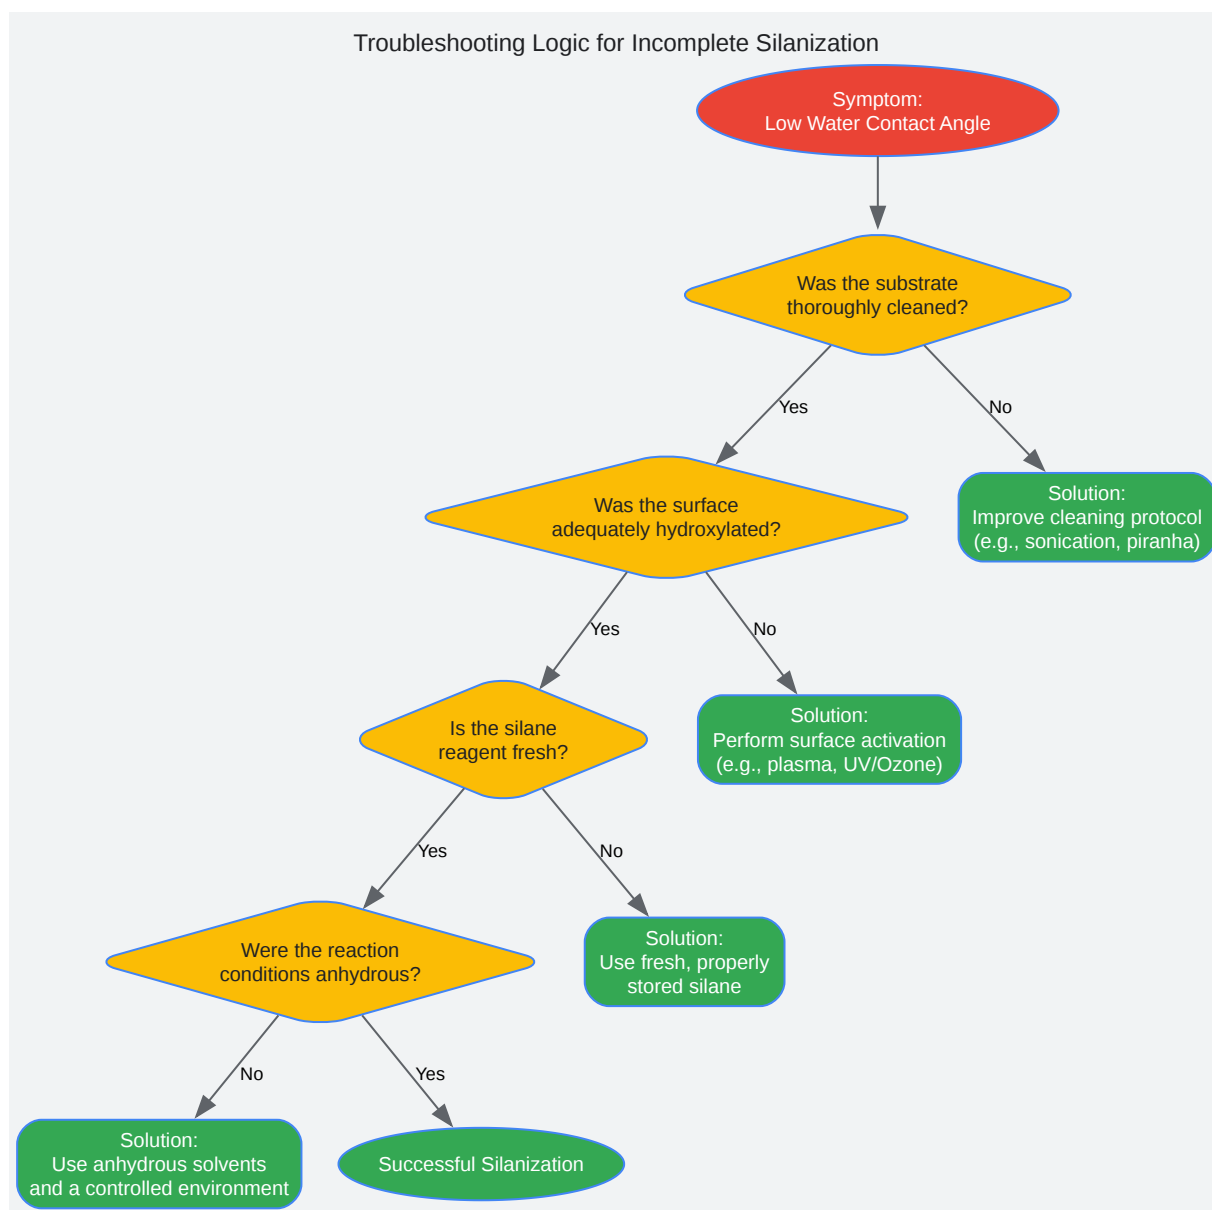 Troubleshooting Logic for Incomplete Silanization
Symptom:
Low Water Contact Angle
Was the substrate
thoroughly cleaned?
Yes
No
Was the surface
adequately hydroxylated?
Solution:
Improve cleaning protocol
(e.g., sonication, piranha)
Yes
No
Is the silane
reagent fresh?
Solution:
Perform surface activation
(e.g., plasma, UV/Ozone)
Yes
No
Were the reaction
conditions anhydrous?
Solution:
Use fresh, properly
stored silane
No
Yes
Solution:
Use anhydrous solvents
and a controlled environment
Successful Silanization